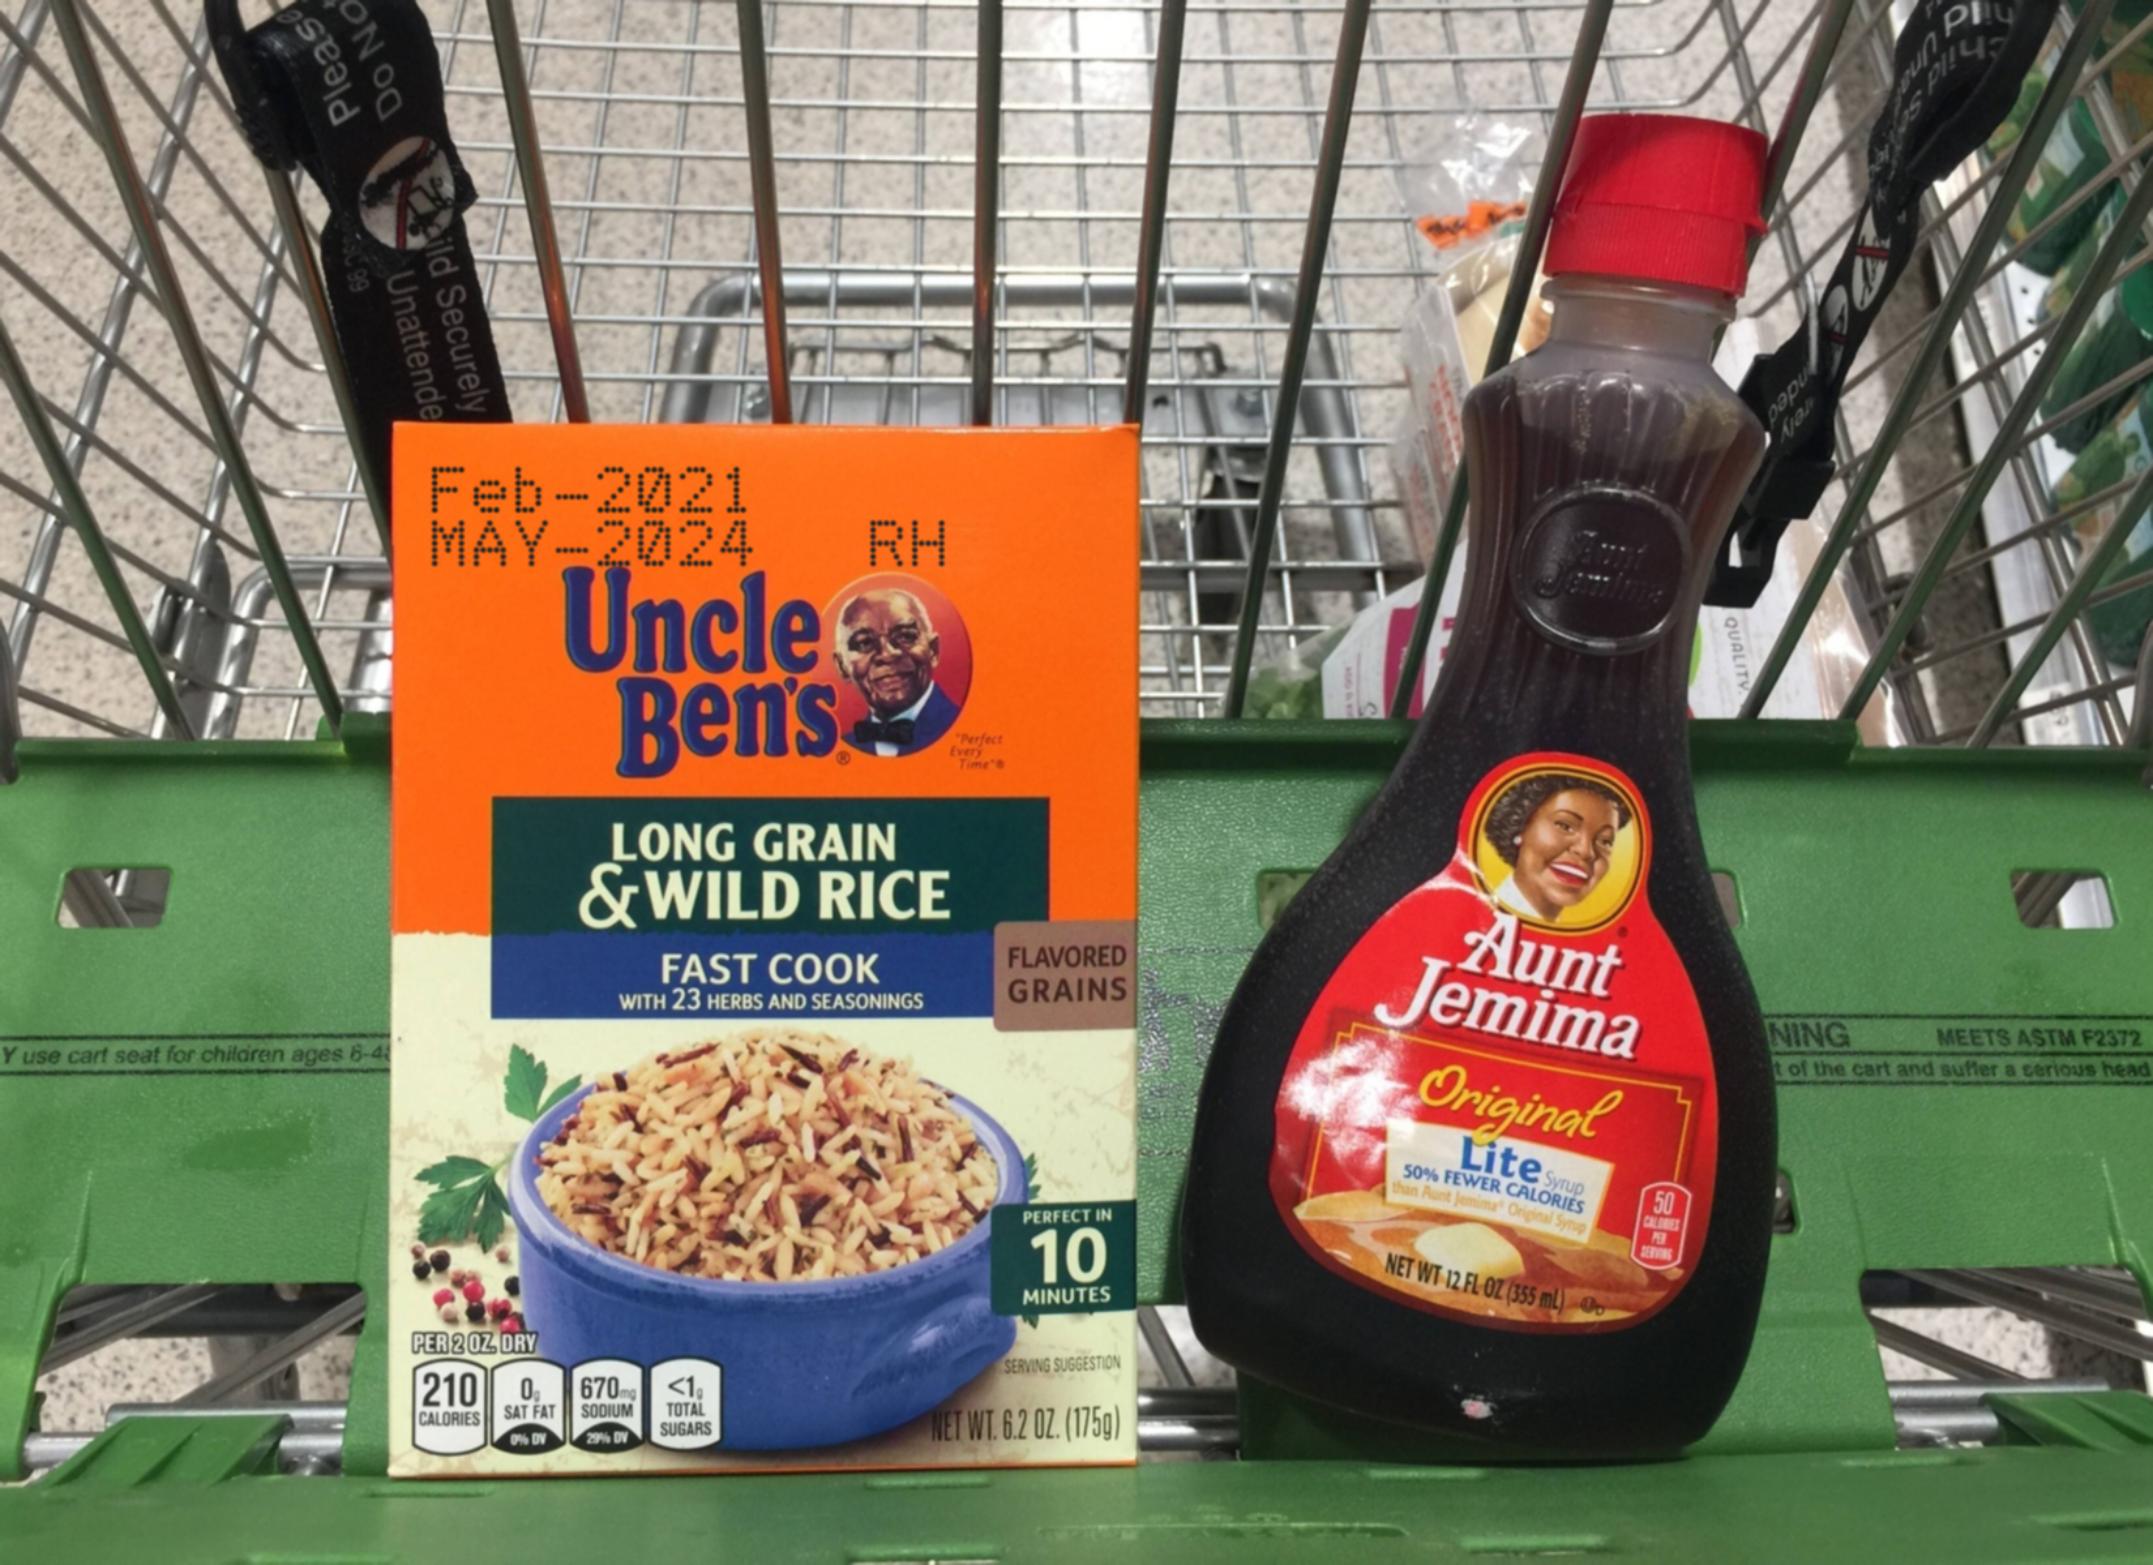 Please
Do Not
ild Securely
Unattende
Feb-2021
MAY-2024 RH
Uncle
Ben's®
"Perfect
Every
Time"®
LONG GRAIN
& WILD RICE
FAST COOK
WITH 23 HERBS AND SEASONINGS
FLAVORED
GRAINS
PERFECT IN
10
MINUTES
PER 2 OZ. DRY
210
CALORIES
0g
SAT FAT
0% DV
670mg
SODIUM
29% DV
<1g
TOTAL
SUGARS
SERVING SUGGESTION
NET WT. 6.2 OZ. (175g)
Aunt
Jemima
Aunt
Jemima®
Original
Lite Syrup
50% FEWER CALORIES
than Aunt Jemima® Original Syrup
50
CALORIES
PER
SERVING
NET WT 12 FL OZ (355 mL)
QUALITY
Y use cart seat for children ages 6-48
NING MEETS ASTM F2372
t of the cart and suffer a serious head